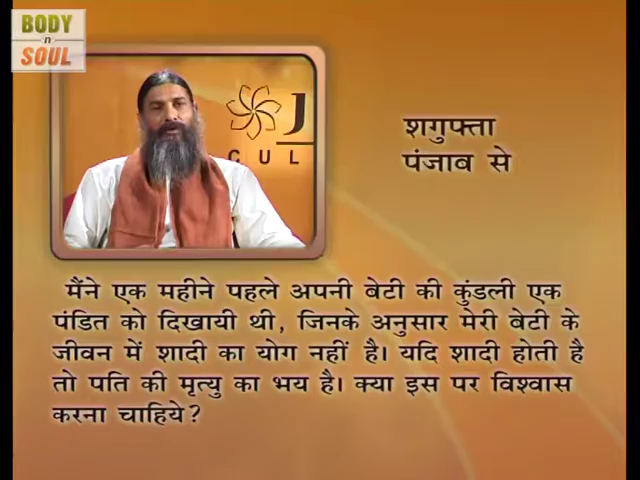 BODY
n
SOUL
J
CUL
शगुफ्ता
पंजाब से
मैंने एक महीने पहले अपनी बेटी की कुंडली एक
पंडित को दिखायी थी, जिनके अनुसार मेरी बेटी के
जीवन में शादी का योग नहीं है। यदि शादी होती है
तो पति की मृत्यु का भय है। क्या इस पर विश्वास
करना चाहिये?